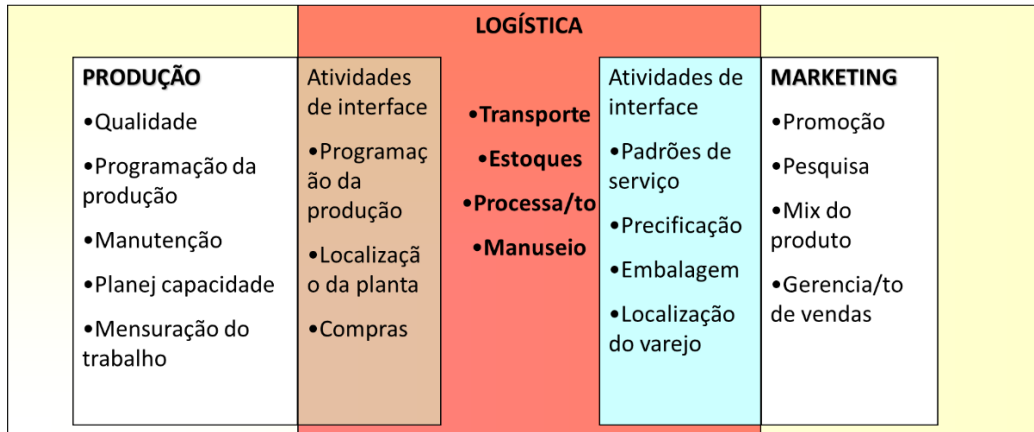 LOGÍSTICA
PRODUÇÃO
•Qualidade
•Programação da
produção
•Manutenção
•Planej capacidade
•Mensuração do
trabalho
Atividades
de interface
•Programaç
ão da
produção
•Localizaçã
o da planta
•Compras
•Transporte
•Estoques
•Processa/to
•Manuseio
Atividades de
interface
•Padrões de
serviço
•Precificação
•Embalagem
•Localização
do varejo
MARKETING
•Promoção
•Pesquisa
•Mix do
produto
•Gerencia/to
de vendas